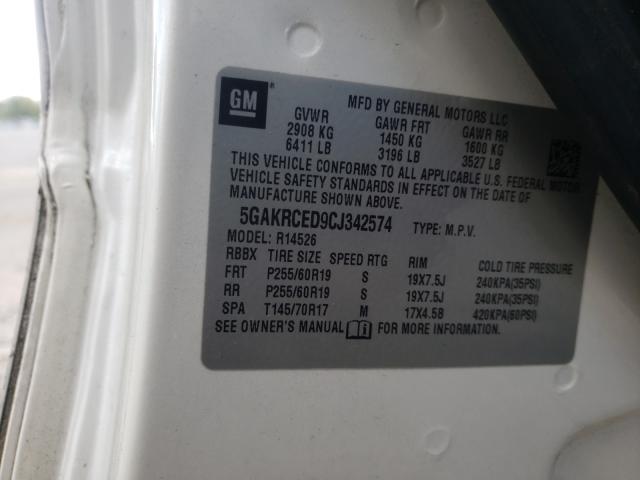 GM
MFD BY GENERAL MOTORS LLC
GVWR GAWR FRT GAWR RR
2908 KG 1450 KG 1600 KG
6411 LB 3196 LB 3527 LB
THIS VEHICLE CONFORMS TO ALL APPLICABLE U.S. FEDERAL MOTOR
VEHICLE SAFETY STANDARDS IN EFFECT ON THE DATE OF
MANUFACTURE SHOWN ABOVE.
5GAKRCED9CJ342574 TYPE: M.P.V.
MODEL: R14526
RBBX TIRE SIZE SPEED RTG RIM COLD TIRE PRESSURE
FRT P255/60R19 S 19X7.5J 240KPA(35PSI)
RR P255/60R19 S 19X7.5J 240KPA(35PSI)
SPA T145/70R17 M 17X4.5B 420KPA(60PSI)
SEE OWNER'S MANUAL FOR MORE INFORMATION.